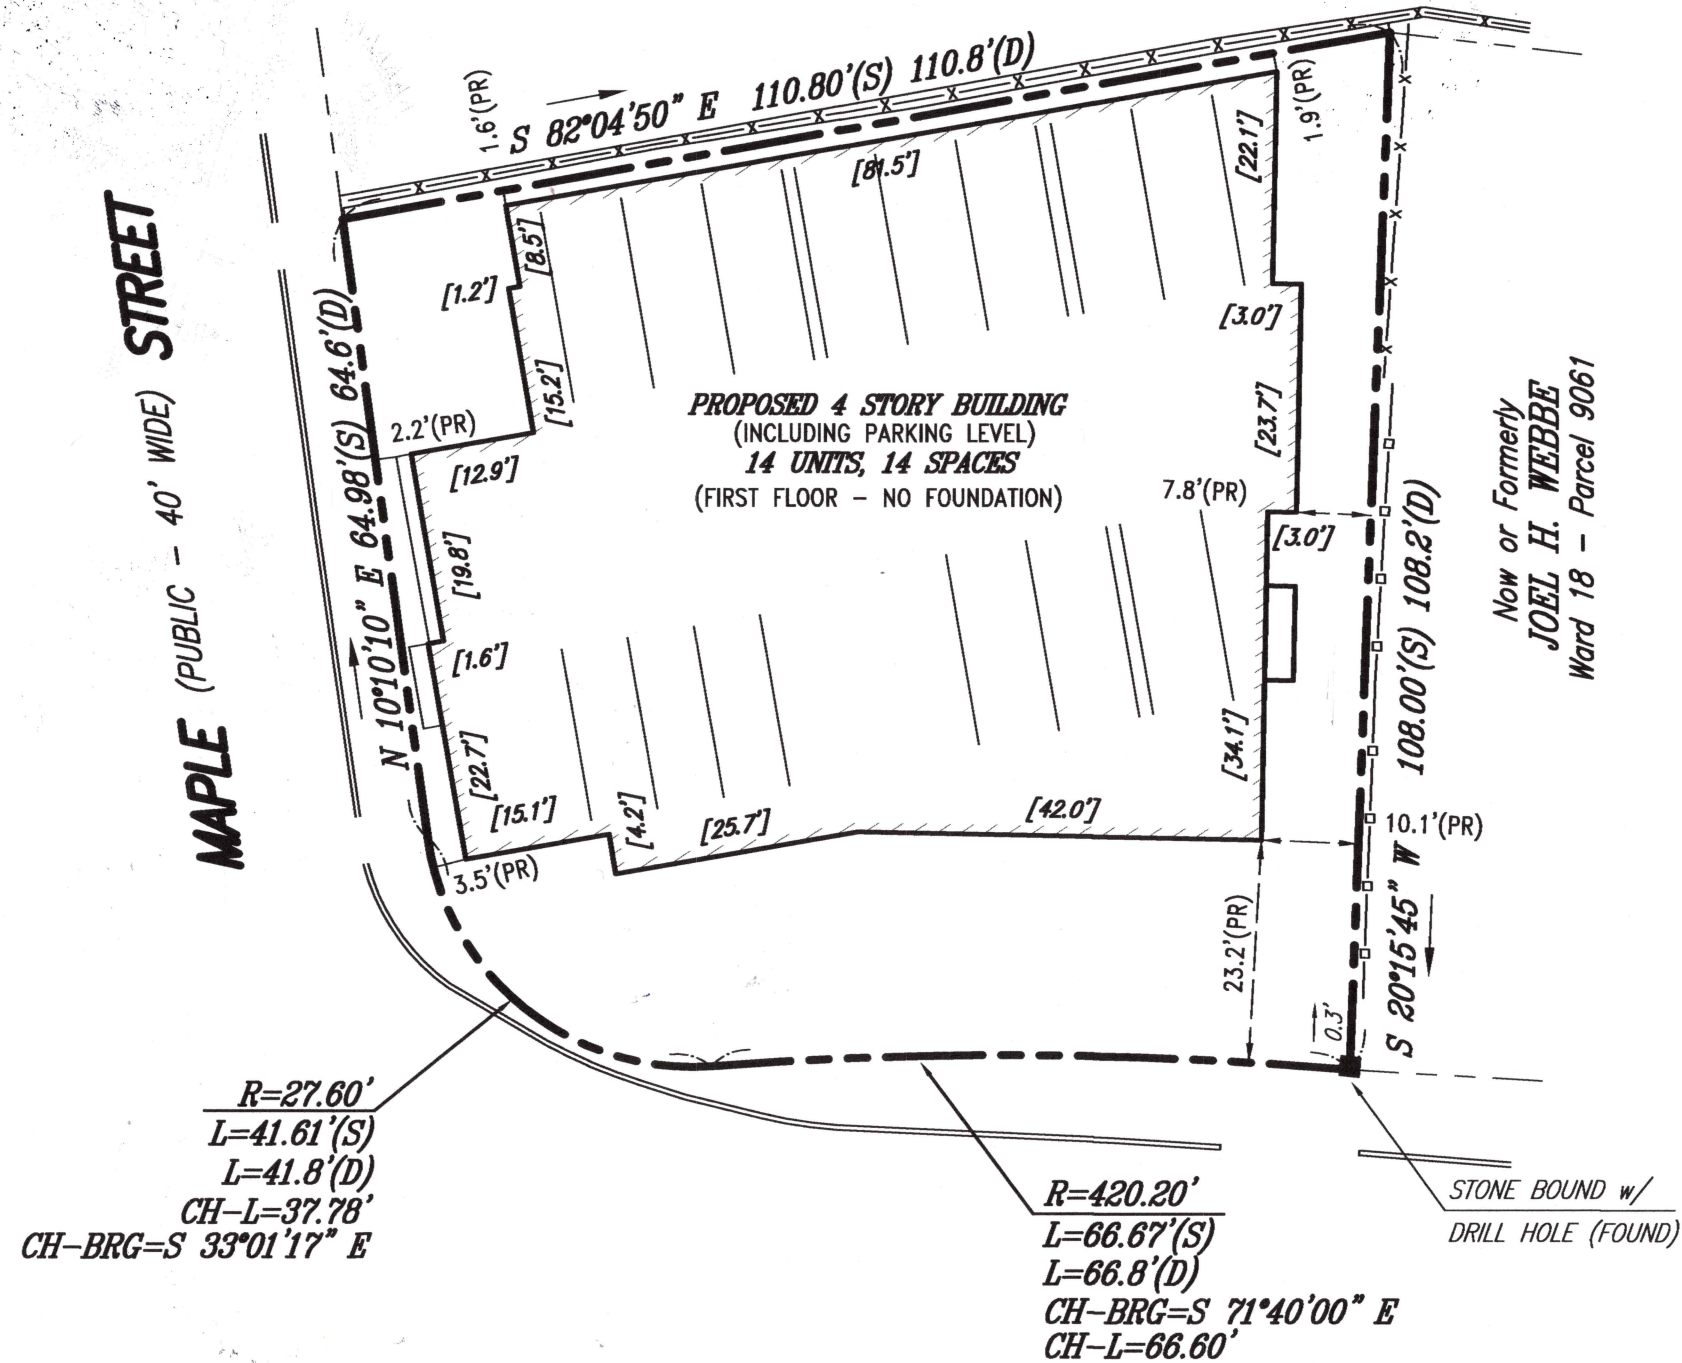 S 82°04'50" E 110.80'(S) 110.8'(D)
1.6'(PR)
1.9'(PR)
[81.5']
[22.1']
[8.5']
[1.2']
[15.2']
[3.0']
[23.7']
MAPLE (PUBLIC - 40' WIDE) STREET
N 10°10'10" E 64.98'(S) 64.6'(D)
2.2'(PR)
[12.9']
PROPOSED 4 STORY BUILDING
(INCLUDING PARKING LEVEL)
14 UNITS, 14 SPACES
(FIRST FLOOR - NO FOUNDATION)
7.8'(PR)
[3.0']
[19.8']
[1.6']
[22.7']
[15.1']
[4.2']
[25.7']
[42.0']
[34.1']
3.5'(PR)
10.1'(PR)
23.2'(PR)
0.3'
S 20°15'45" W 108.00'(S) 108.2'(D)
Now or Formerly
JOEL H. WEBBE
Ward 18 - Parcel 9061
R=27.60'
L=41.61'(S)
L=41.8'(D)
CH-L=37.78'
CH-BRG=S 33°01'17" E
R=420.20'
L=66.67'(S)
L=66.8'(D)
CH-BRG=S 71°40'00" E
CH-L=66.60'
STONE BOUND w/
DRILL HOLE (FOUND)